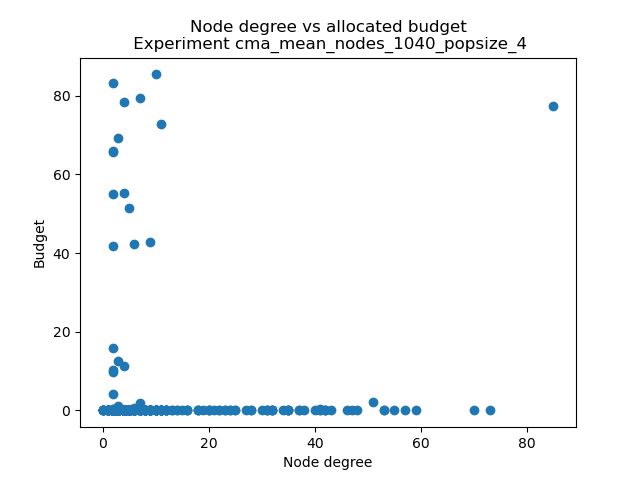 Node degree vs allocated budget
Experiment cma_mean_nodes_1040_popsize_4
80
60
40
20
0
Budget
0 20 40 60 80
Node degree